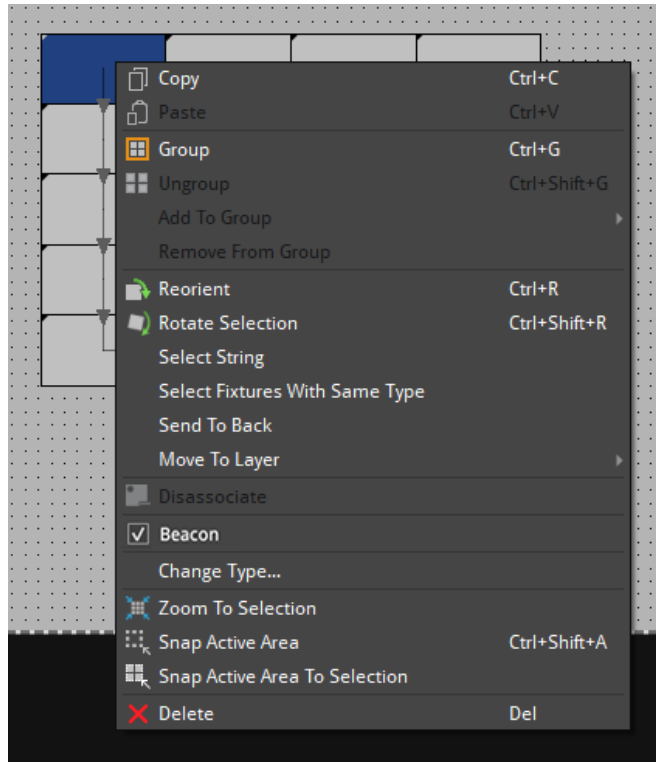 Copy Ctrl+C
Paste Ctrl+V
Group Ctrl+G
Ungroup Ctrl+Shift+G
Add To Group
Remove From Group
Reorient Ctrl+R
Rotate Selection Ctrl+Shift+R
Select String
Select Fixtures With Same Type
Send To Back
Move To Layer
Disassociate
Beacon
Change Type...
Zoom To Selection
Snap Active Area Ctrl+Shift+A
Snap Active Area To Selection
Delete Del